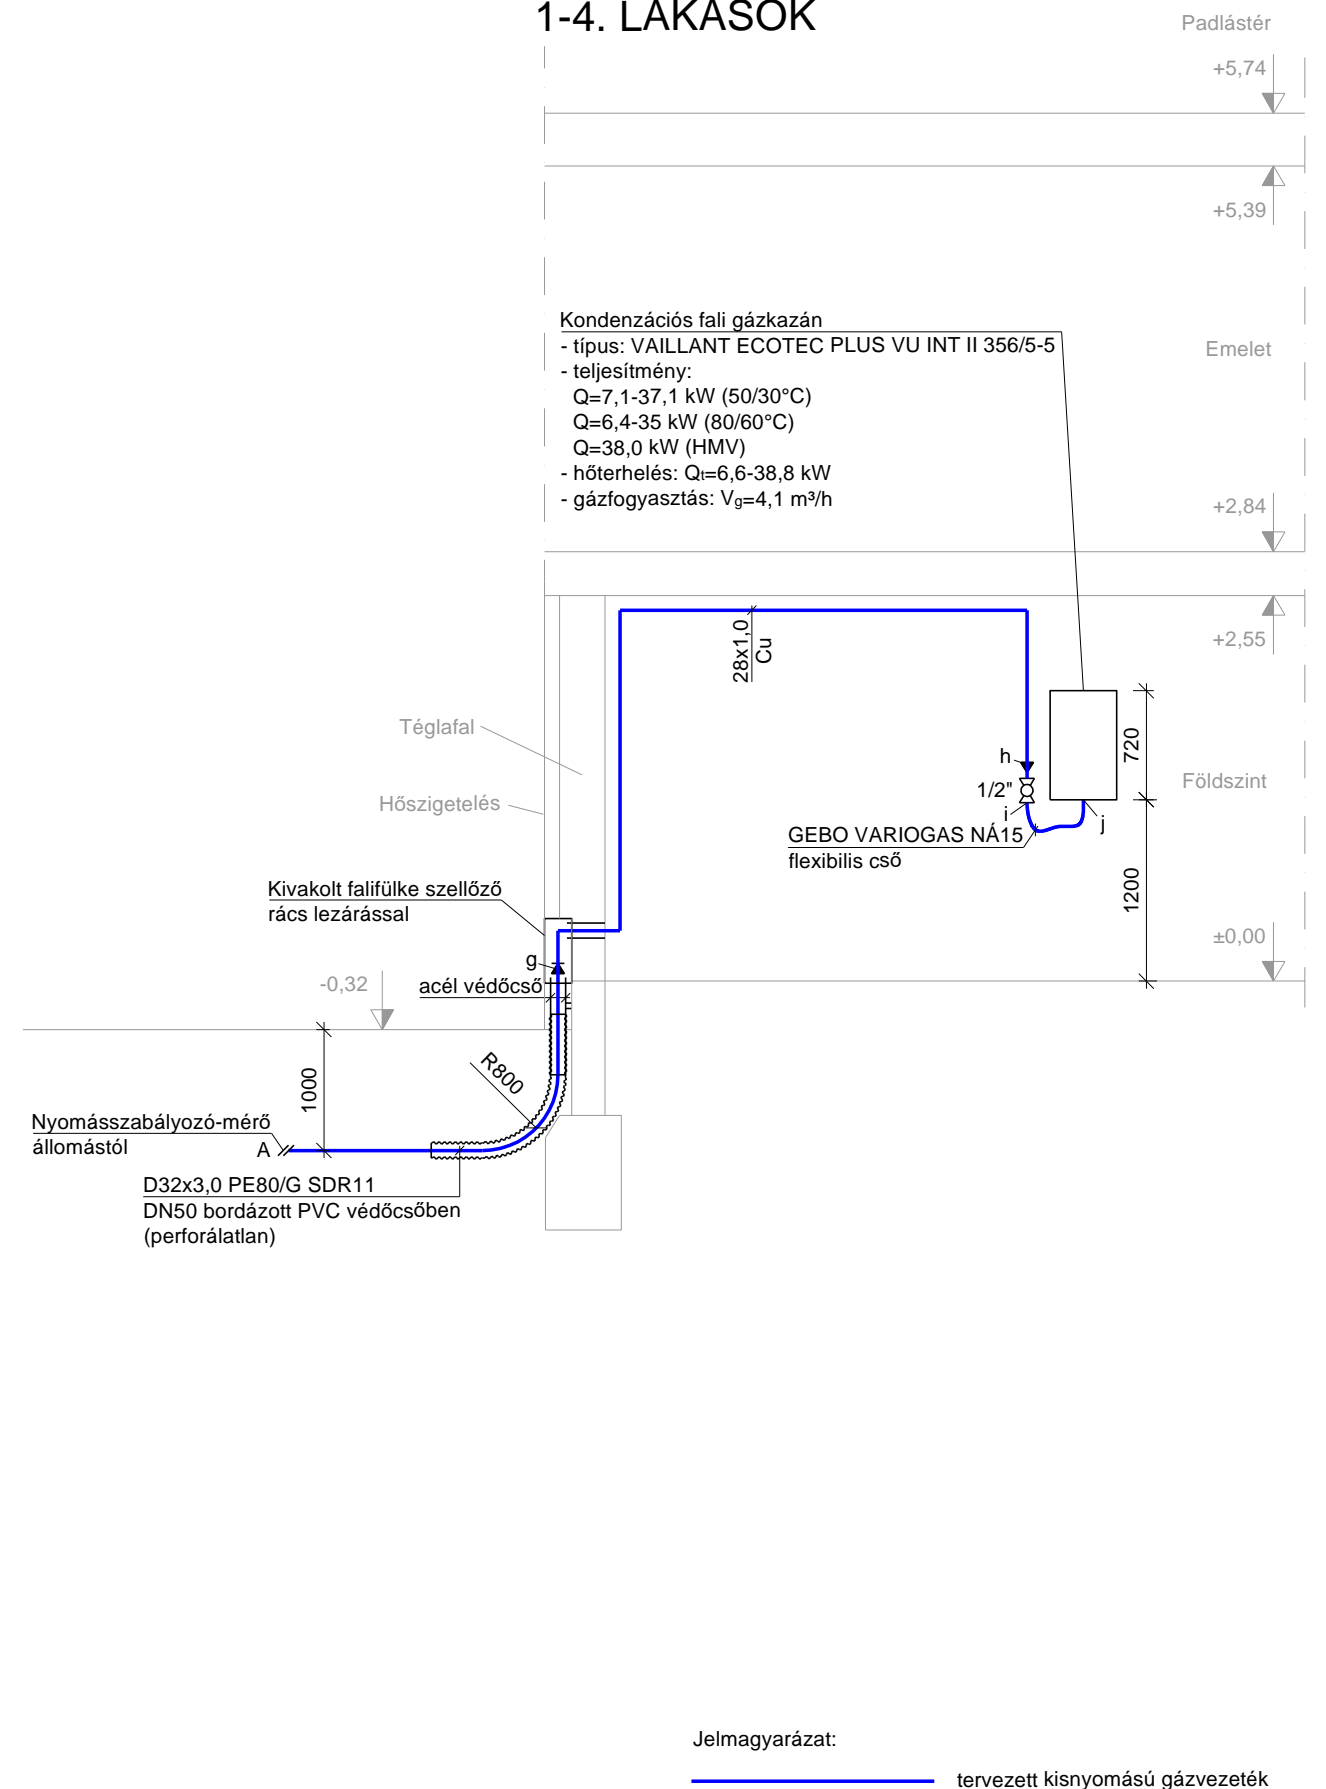 1-4. LAKÁSOK
Padlástér
+5,74
+5,39
Kondenzációs fali gázkazán
- típus: VAILLANT ECOTEC PLUS VU INT II 356/5-5
- teljesítmény:
Q=7,1-37,1 kW (50/30°C)
Q=6,4-35 kW (80/60°C)
Q=38,0 kW (HMV)
- hőterhelés: Qt=6,6-38,8 kW
- gázfogyasztás: Vg=4,1 m³/h
Emelet
+2,84
28x1,0
Cu
+2,55
Téglafal
720
h
1/2"
i
j
Földszint
Hőszigetelés
GEBO VARIOGAS NÁ15
flexibilis cső
Kivakolt falifülke szellőző
rács lezárással
1200
±0,00
g
acél védőcső
-0,32
1000
R800
Nyomásszabályozó-mérő
állomástól
A
D32x3,0 PE80/G SDR11
DN50 bordázott PVC védőcsőben
(perforálatlan)
Jelmagyarázat:
tervezett kisnyomású gázvezeték